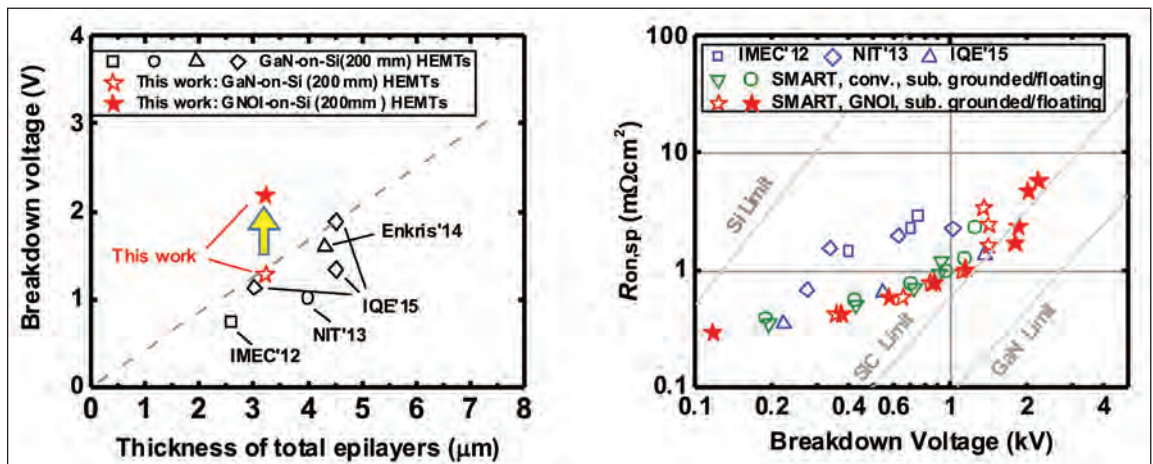 Breakdown voltage (V)
4
3
2
1
0
GaN-on-Si(200 mm) HEMTs
This work: GaN-on-Si (200 mm) HEMTs
This work: GNOI-on-Si (200mm ) HEMTs
This work
Enkris'14
IQE'15
NIT'13
IMEC'12
0 1 2 3 4 5 6 7 8
Thickness of total epilayers (μm)
Ron,sp (mΩcm²)
100
10
1
0.1
IMEC'12 NIT'13 IQE'15
SMART, conv., sub. grounded/floating
SMART, GNOI, sub. grounded/floating
Si Limit
SiC Limit
GaN Limit
0.1 0.2 0.4 0.6 1 2 4
Breakdown Voltage (kV)